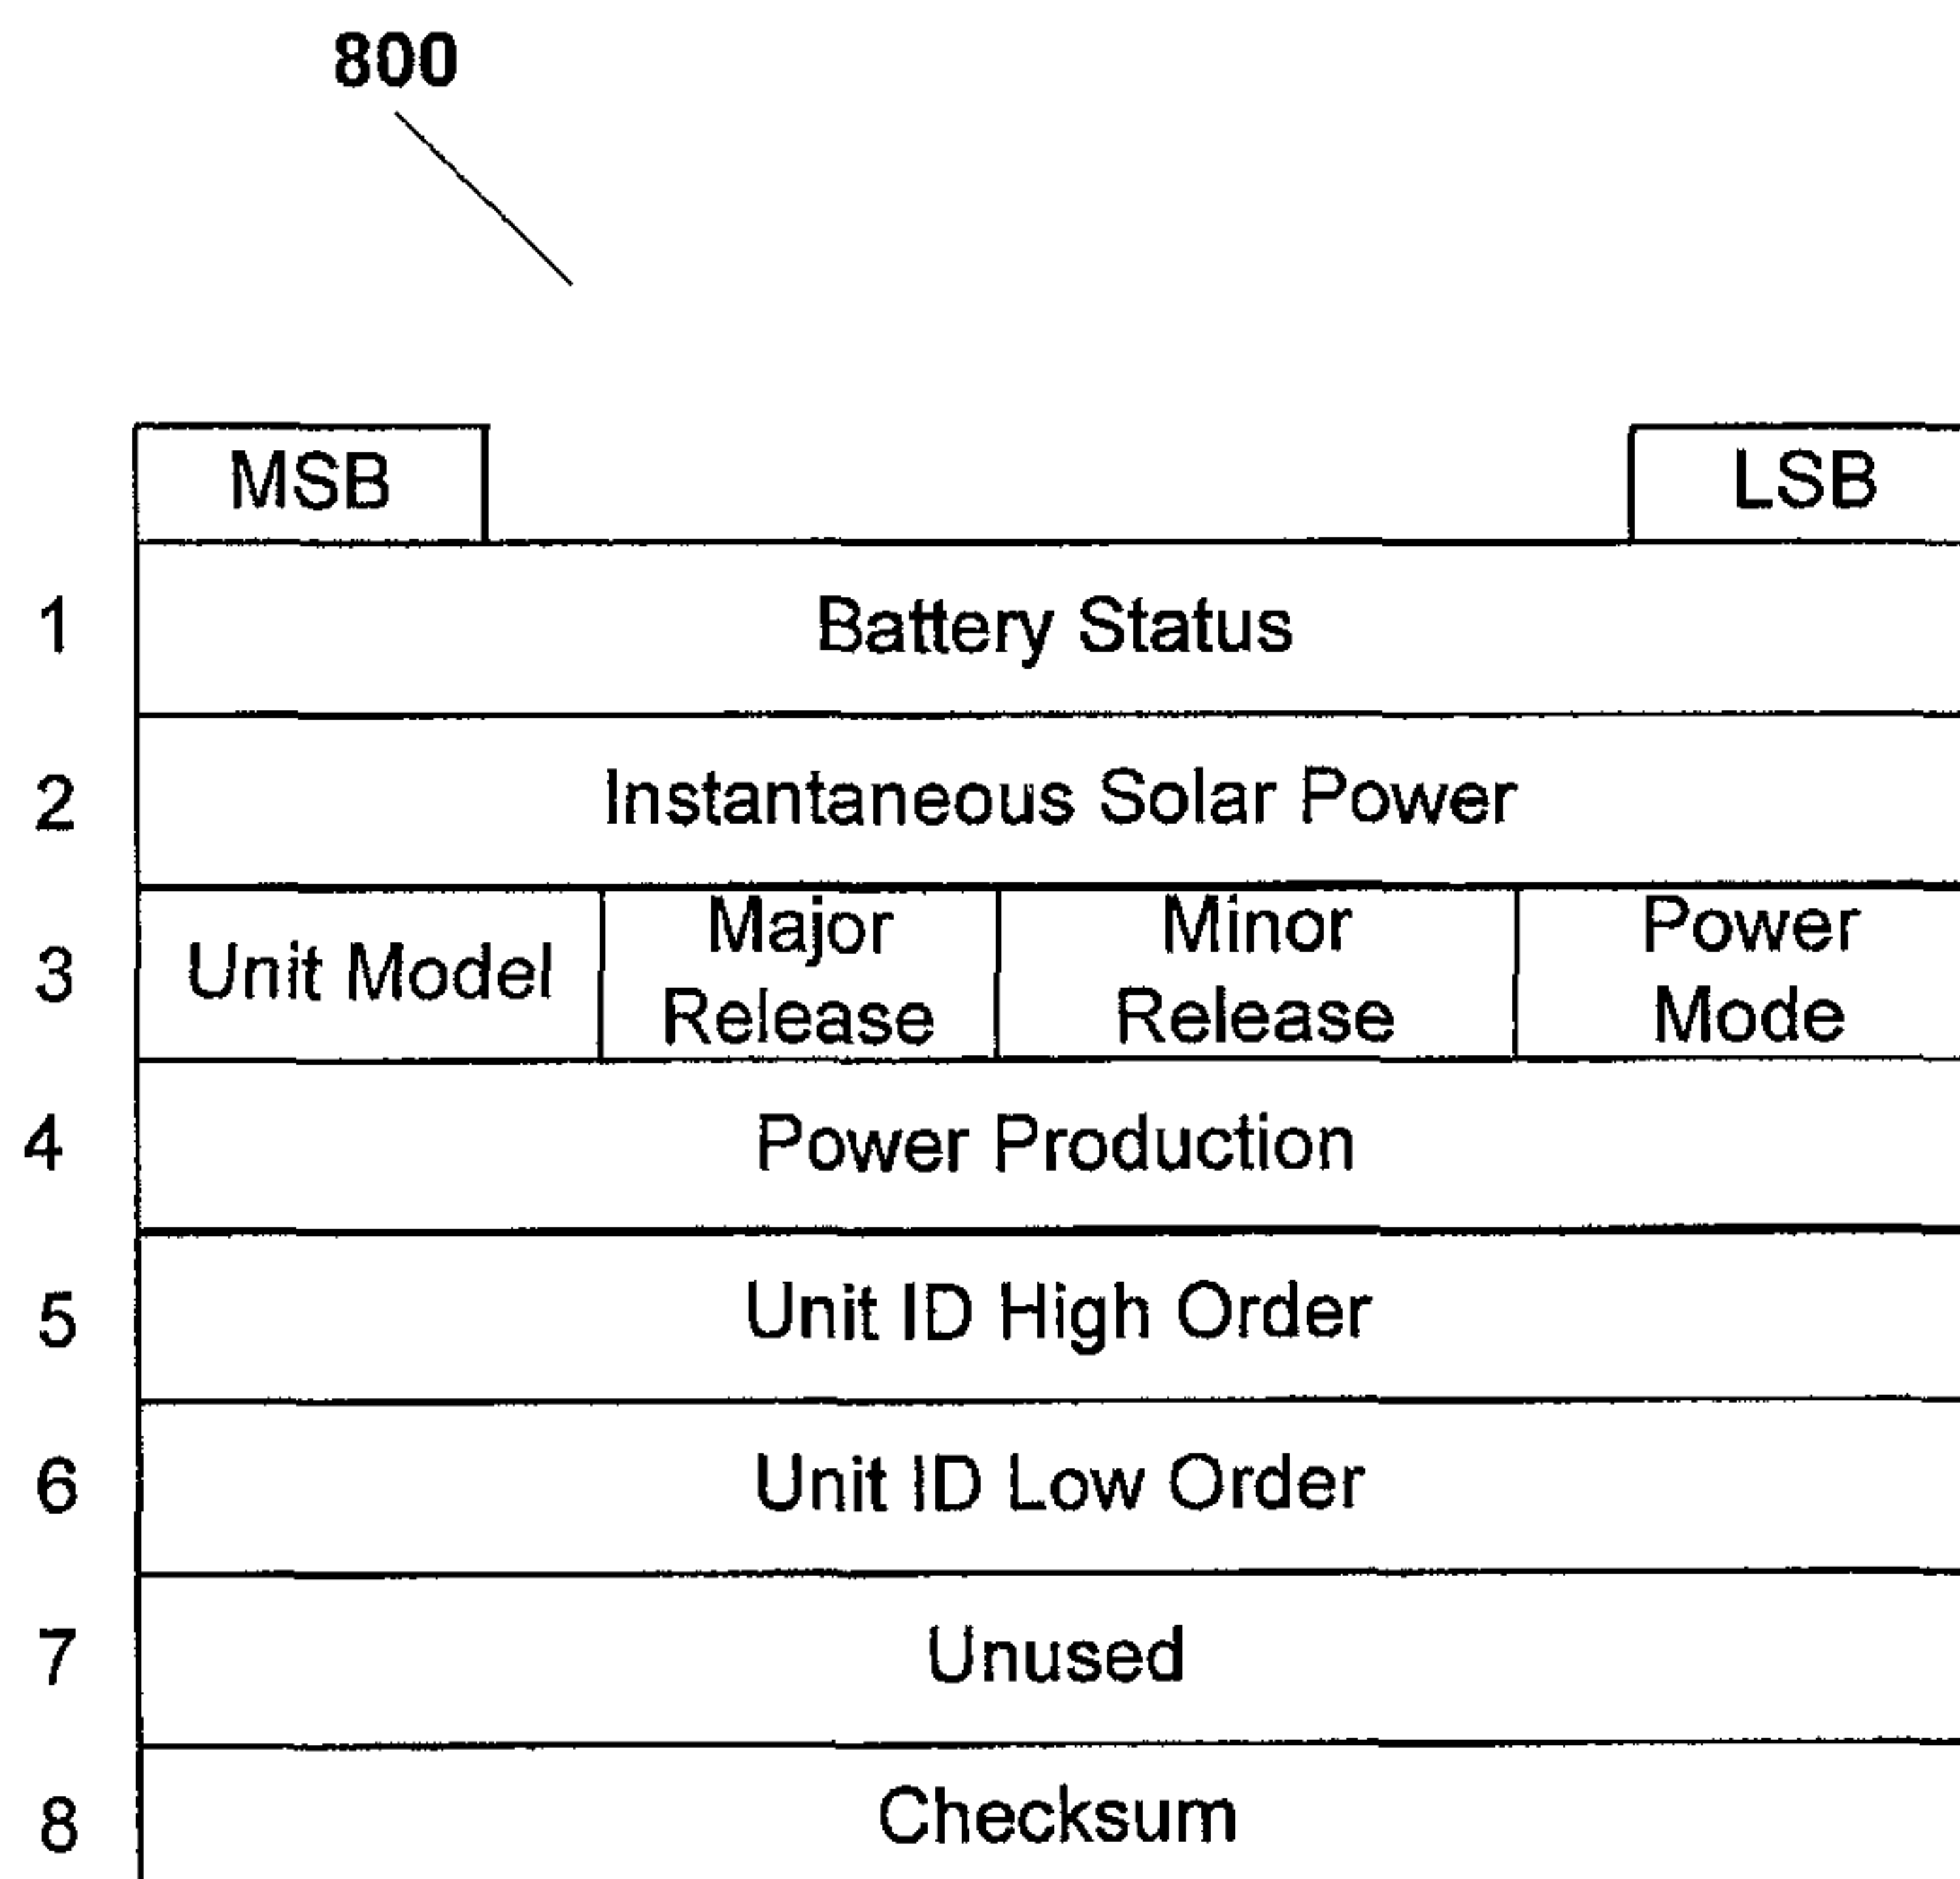 800
MSB LSB
1 Battery Status
2 Instantaneous Solar Power
3 Unit Model Major Release Minor Release Power Mode
4 Power Production
5 Unit ID High Order
6 Unit ID Low Order
7 Unused
8 Checksum